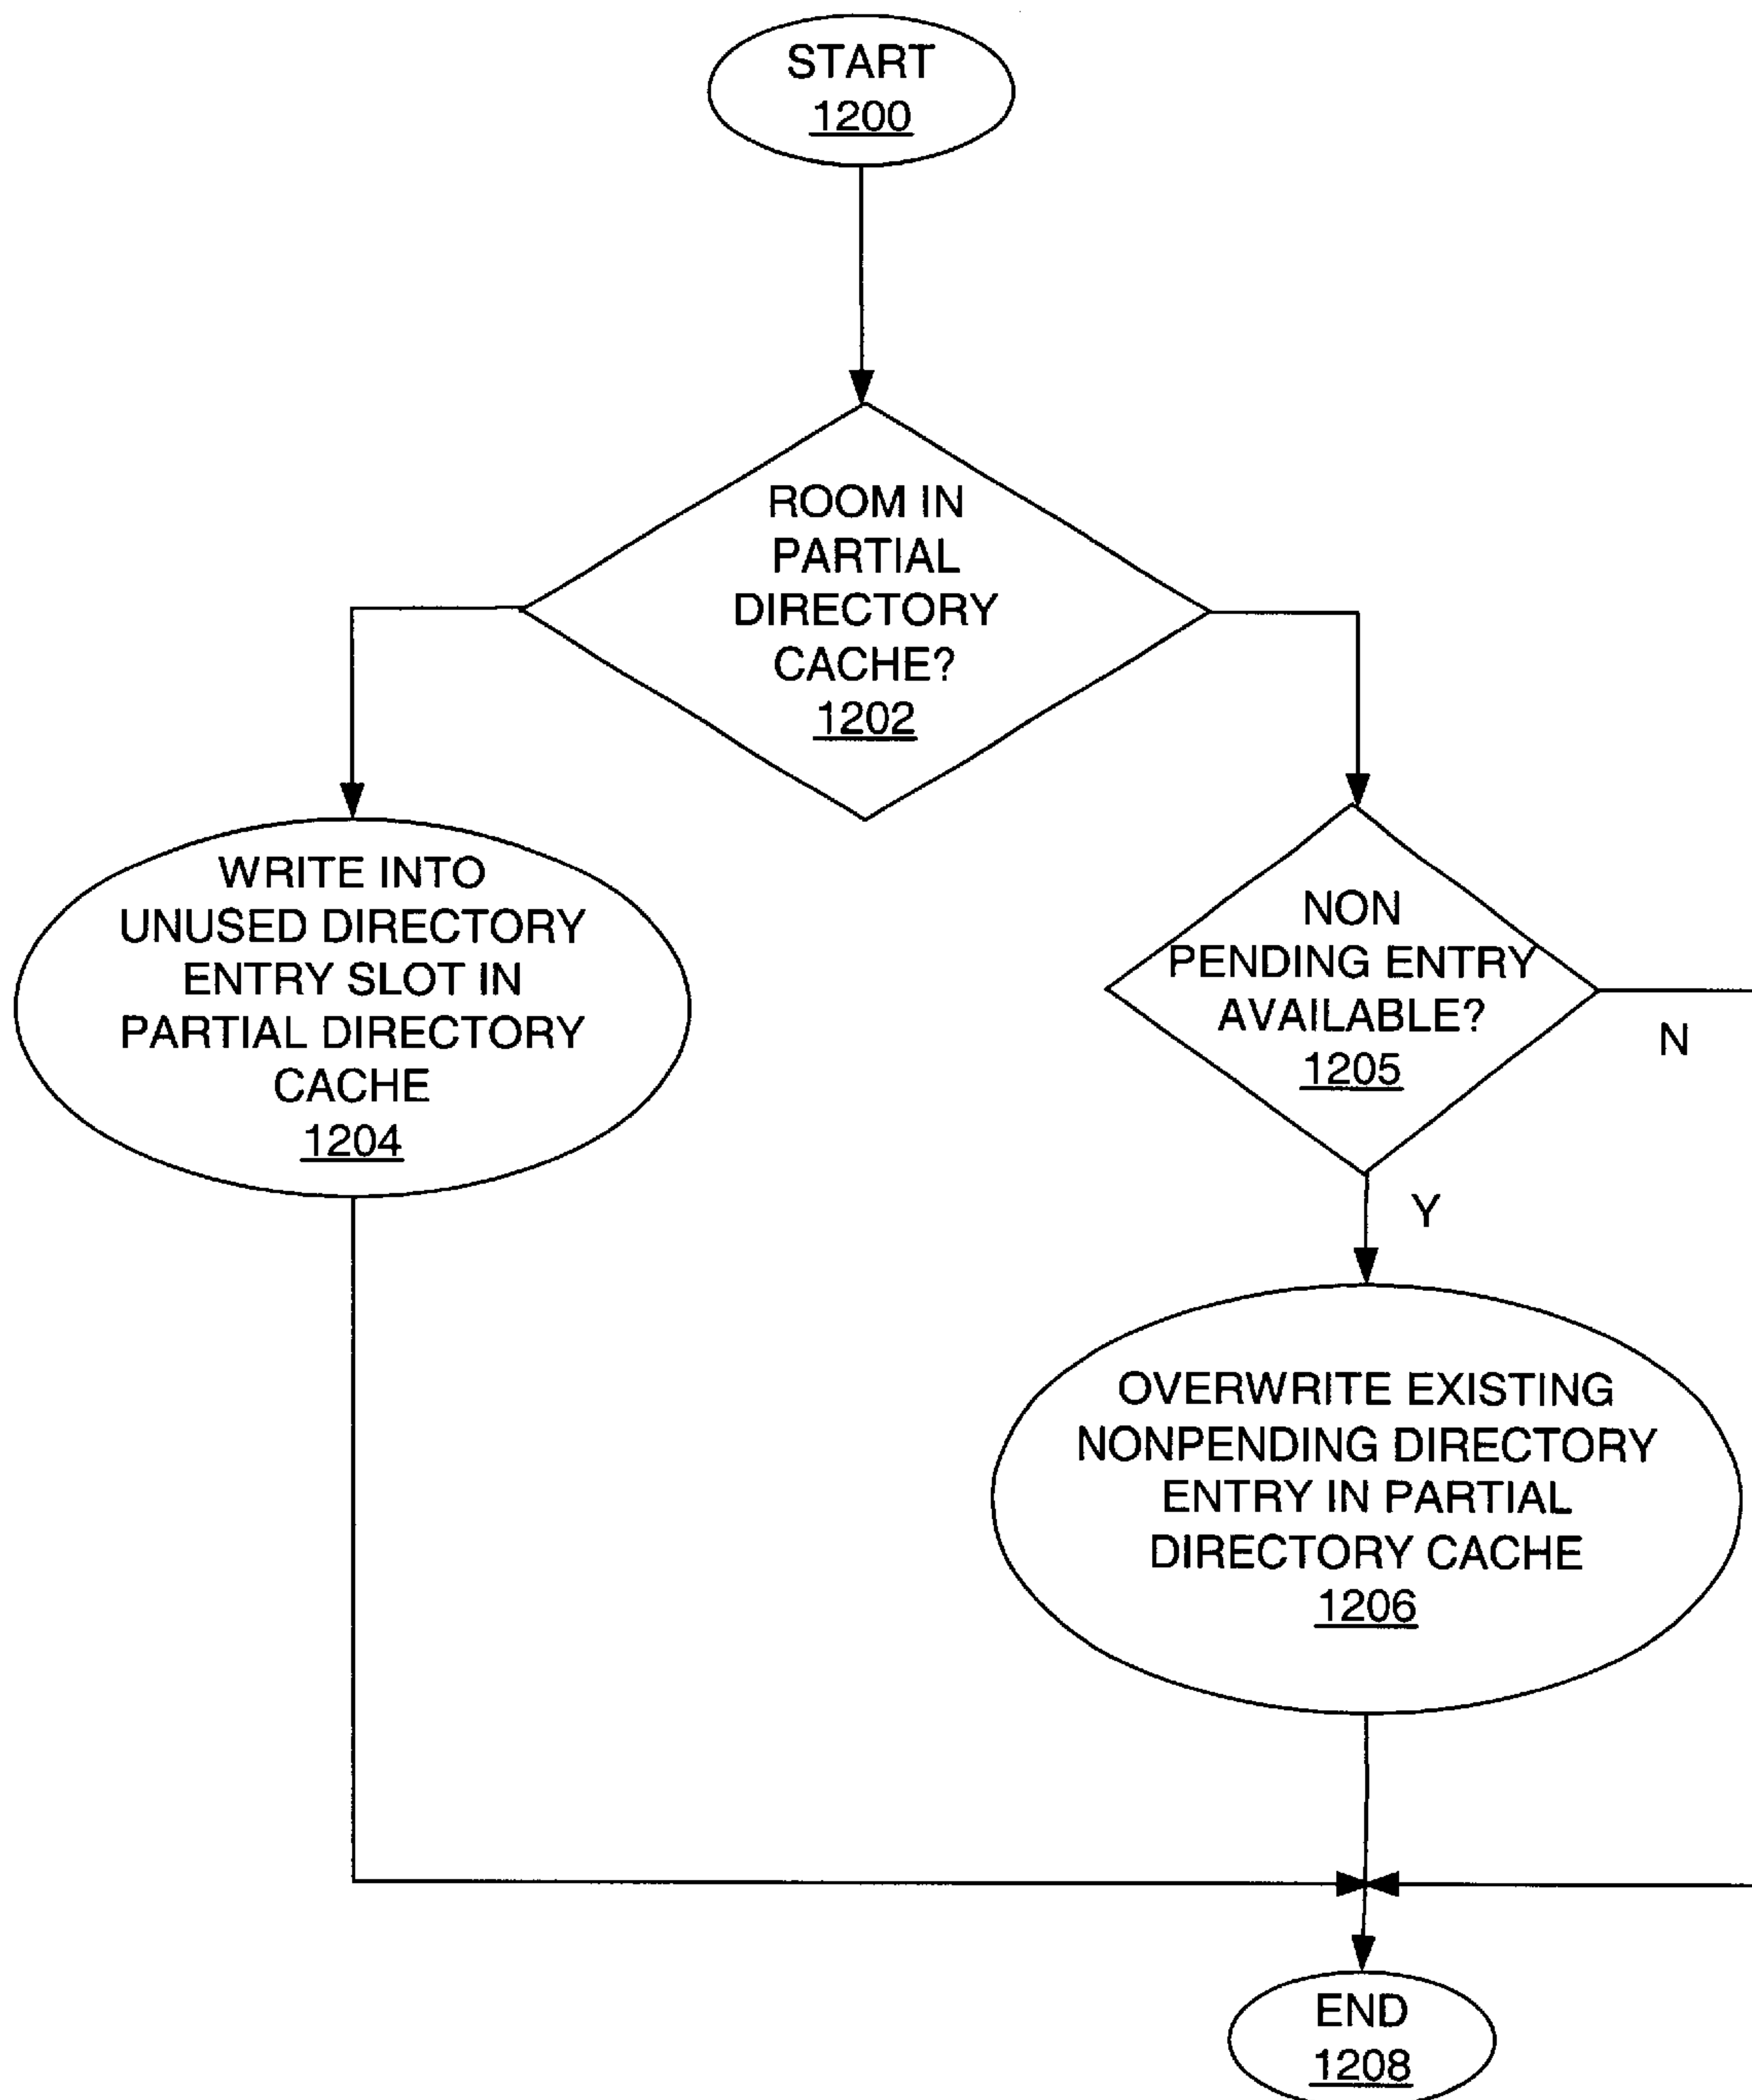 START
1200
ROOM IN
PARTIAL
DIRECTORY
CACHE?
1202
WRITE INTO
UNUSED DIRECTORY
ENTRY SLOT IN
PARTIAL DIRECTORY
CACHE
1204
NON
PENDING ENTRY
AVAILABLE?
1205
N
Y
OVERWRITE EXISTING
NONPENDING DIRECTORY
ENTRY IN PARTIAL
DIRECTORY CACHE
1206
END
1208